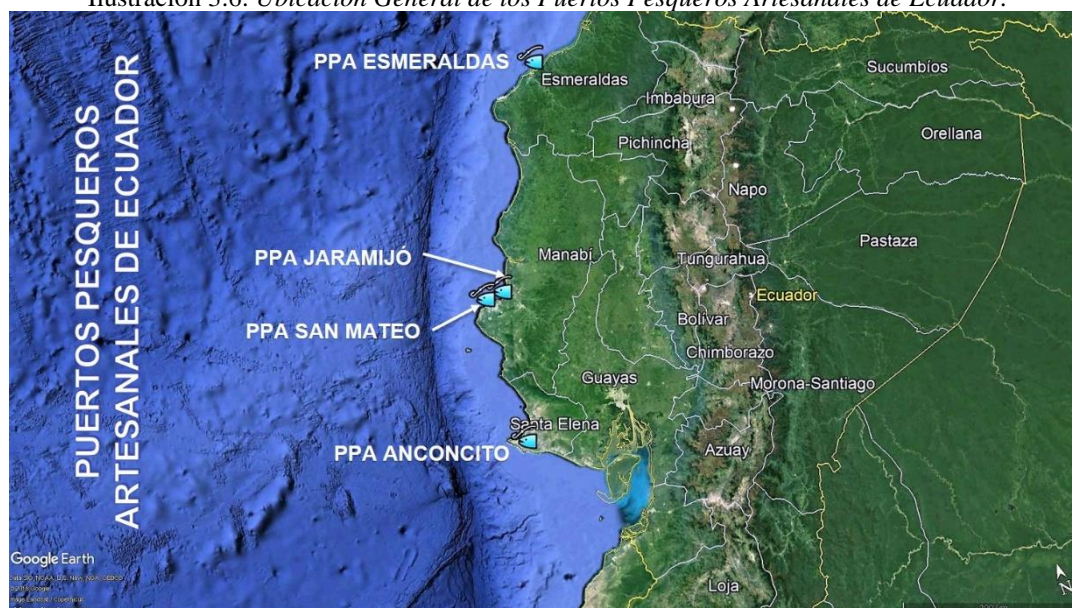 Ilustración 3.6. Ubicación General de los Puertos Pesqueros Artesanales de Ecuador.
PUERTOS PESQUEROS
ARTESANALES DE ECUADOR
PPA ESMERALDAS
Esmeraldas
Sucumbíos
Imbabura
Orellana
Pichincha
Napo
PPA JARAMIJÓ
Manabí
Tungurahua
Pastaza
Ecuador
PPA SAN MATEO
Bolívar
Chimborazo
Guayas
Morona-Santiago
Santa Elena
PPA ANCONCITO
Azuay
Google Earth
Loja
N